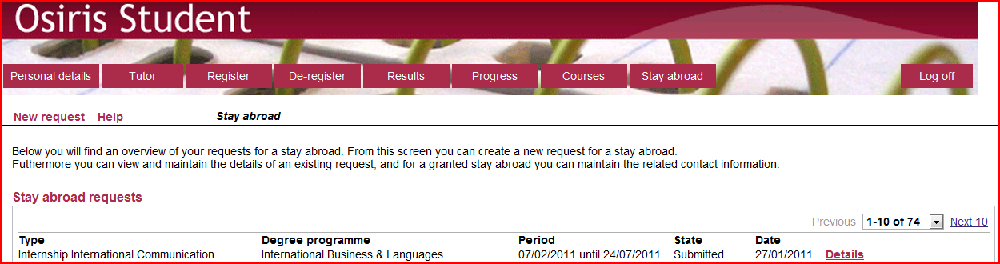 Osiris Student
Personal details Tutor Register De-register Results Progress Courses Stay abroad Log off
New request Help Stay abroad
Below you will find an overview of your requests for a stay abroad. From this screen you can create a new request for a stay abroad.
Futhermore you can view and maintain the details of an existing request, and for a granted stay abroad you can maintain the related contact information.
Stay abroad requests
Previous 1-10 of 74 Next 10
Type Degree programme Period State Date
Internship International Communication International Business & Languages 07/02/2011 until 24/07/2011 Submitted 27/01/2011 Details